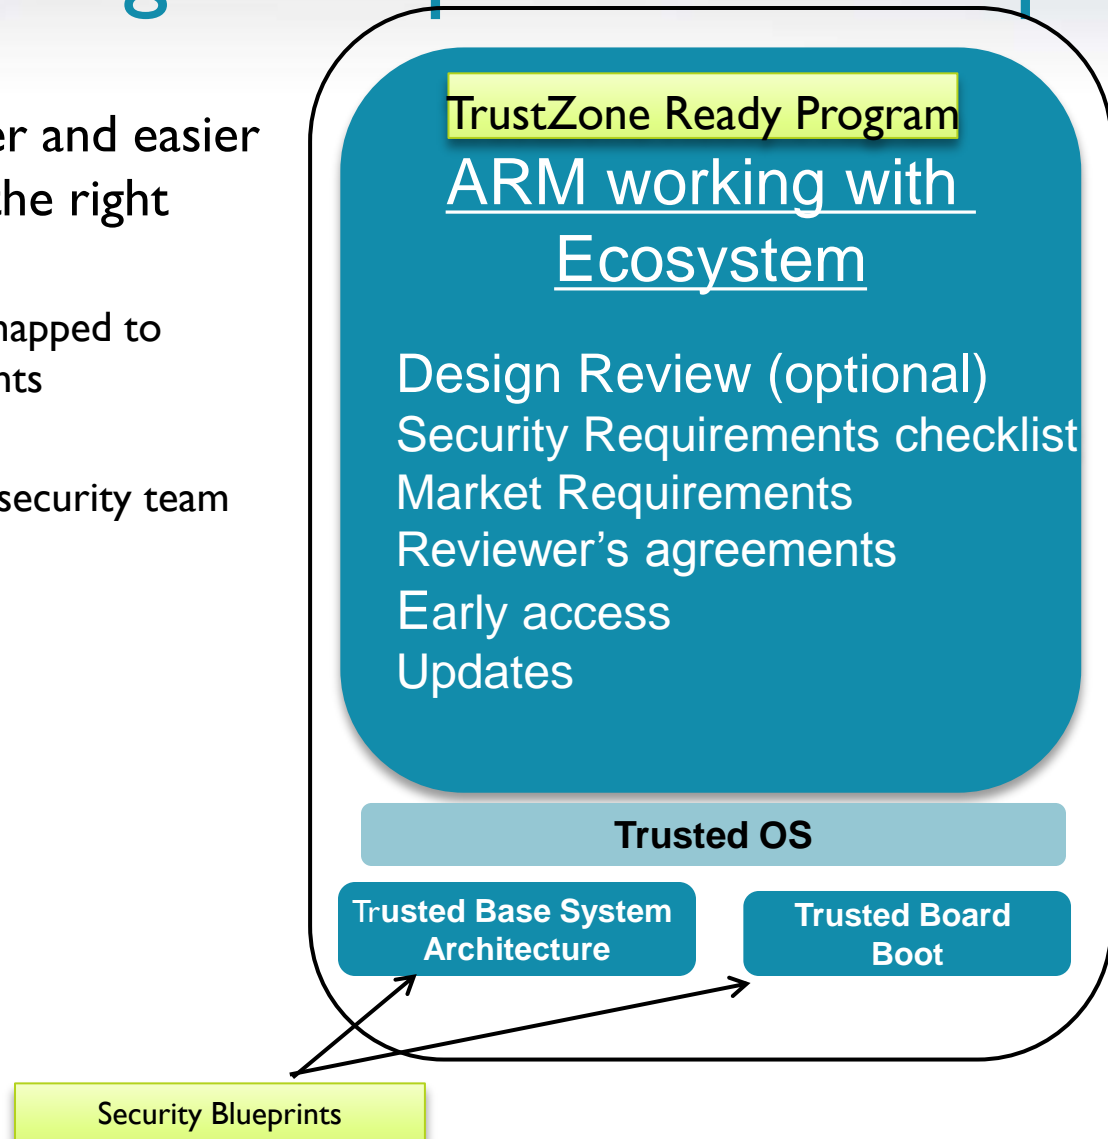 er and easier
the right
mapped to
nts
security team
TrustZone Ready Program
ARM working with
Ecosystem
Design Review (optional)
Security Requirements checklist
Market Requirements
Reviewer's agreements
Early access
Updates
Trusted OS
Trusted Base System
Architecture
Trusted Board
Boot
Security Blueprints